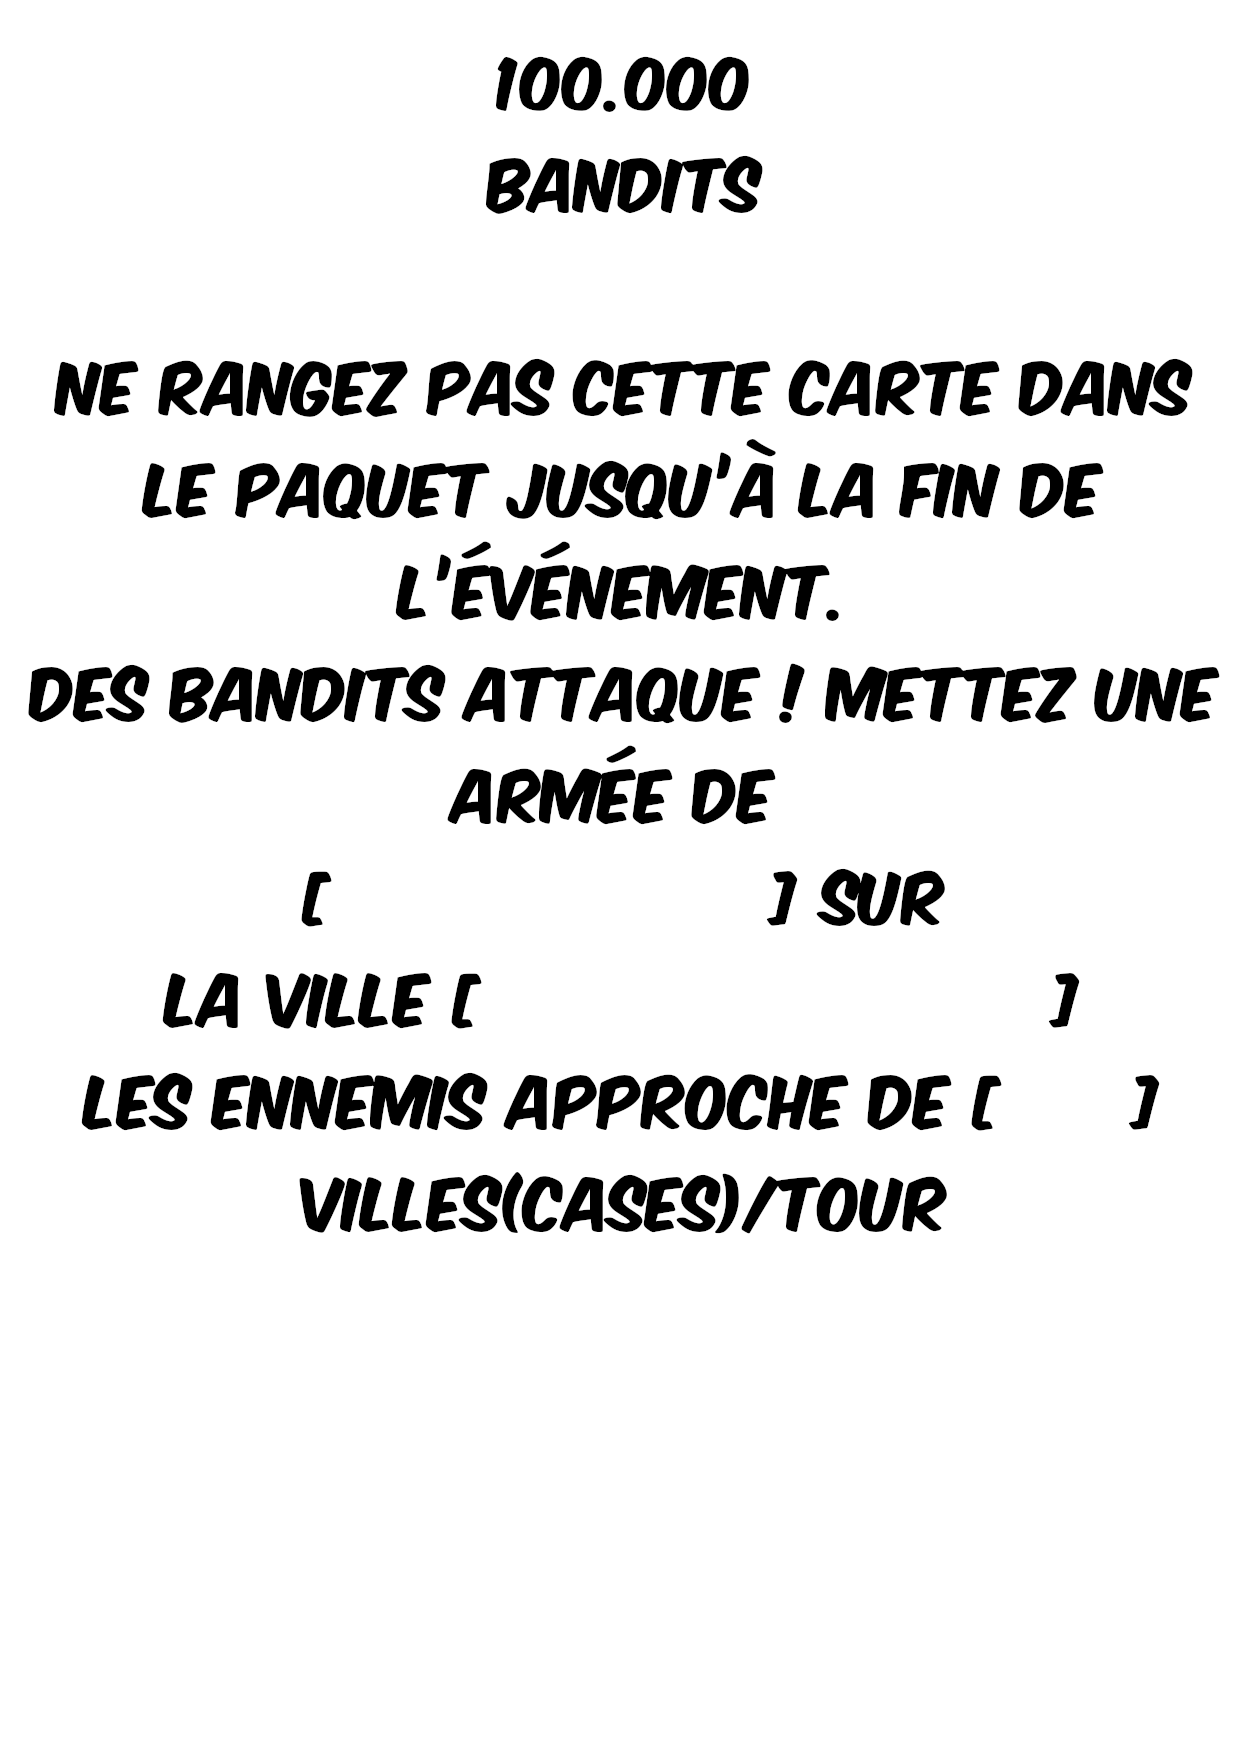 100.000
BANDITS
NE RANGEZ PAS CETTE CARTE DANS
LE PAQUET JUSQU'À LA FIN DE
L'ÉVÉNEMENT.
DES BANDITS ATTAQUE ! METTEZ UNE
ARMÉE DE
[ ] SUR
LA VILLE [ ]
LES ENNEMIS APPROCHE DE [ ]
VILLES(CASES)/TOUR